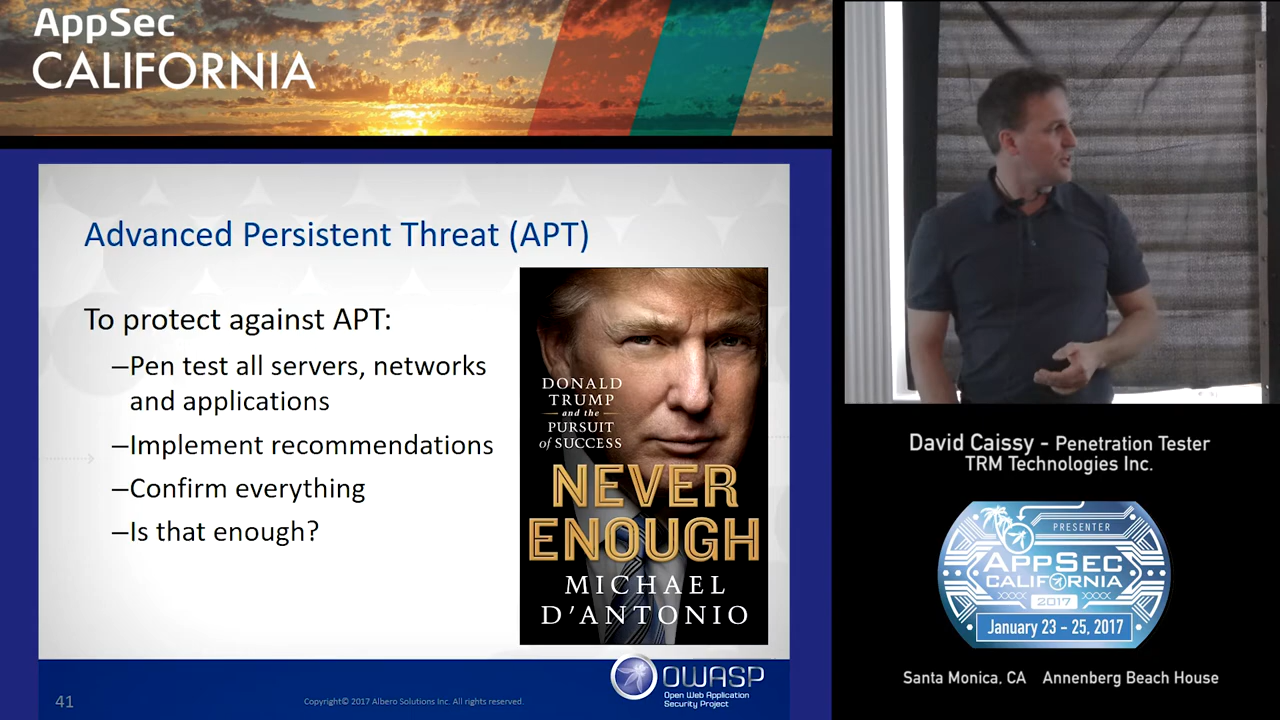 AppSec
CALIFORNIA
Advanced Persistent Threat (APT)
To protect against APT:
–Pen test all servers, networks
and applications
–Implement recommendations
–Confirm everything
–Is that enough?
DONALD
TRUMP
and the
PURSUIT
of SUCCESS
NEVER
ENOUGH
MICHAEL
D'ANTONIO
41
Copyright© 2017 Albero Solutions Inc. All rights reserved.
OWASP
Open Web Application
Security Project
David Caissy - Penetration Tester
TRM Technologies Inc.
PRESENTER
APPSEC
CALIFORNIA
2017
January 23 - 25, 2017
Santa Monica, CA Annenberg Beach House